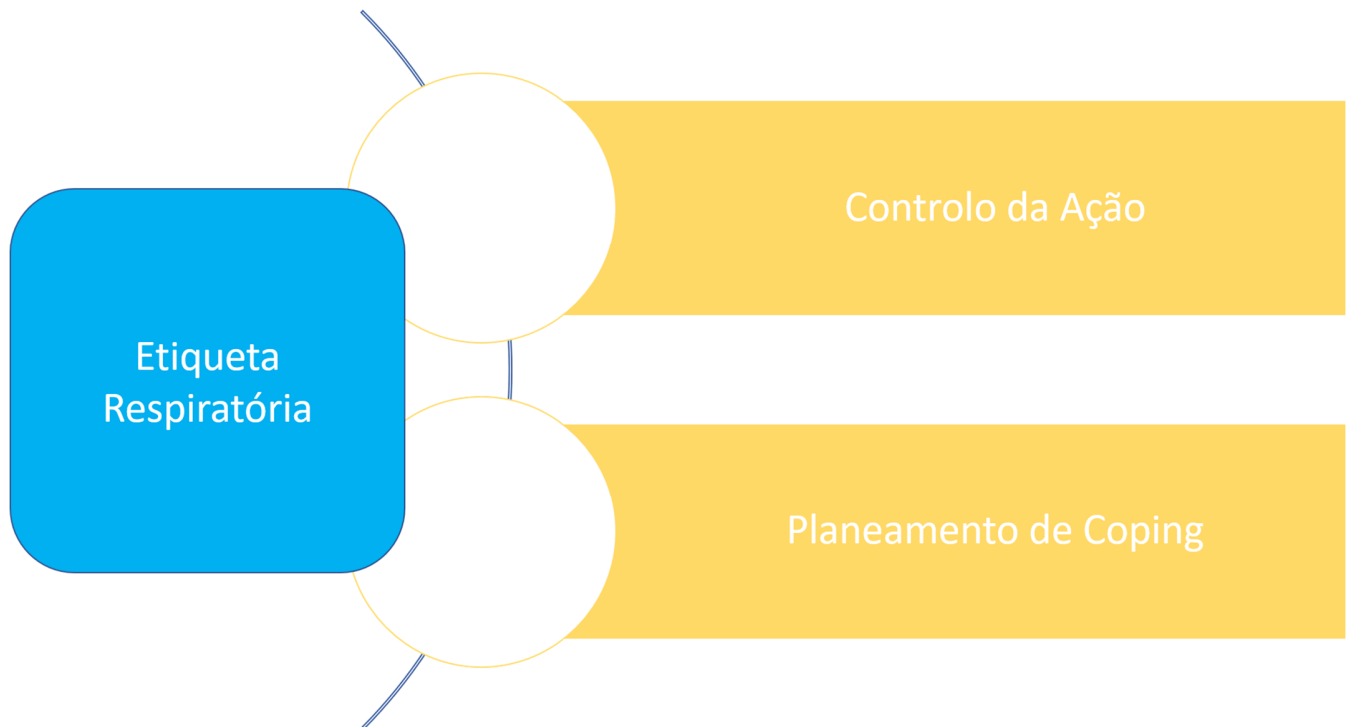 Controlo da Ação
Etiqueta
Respiratória
Planeamento de Coping